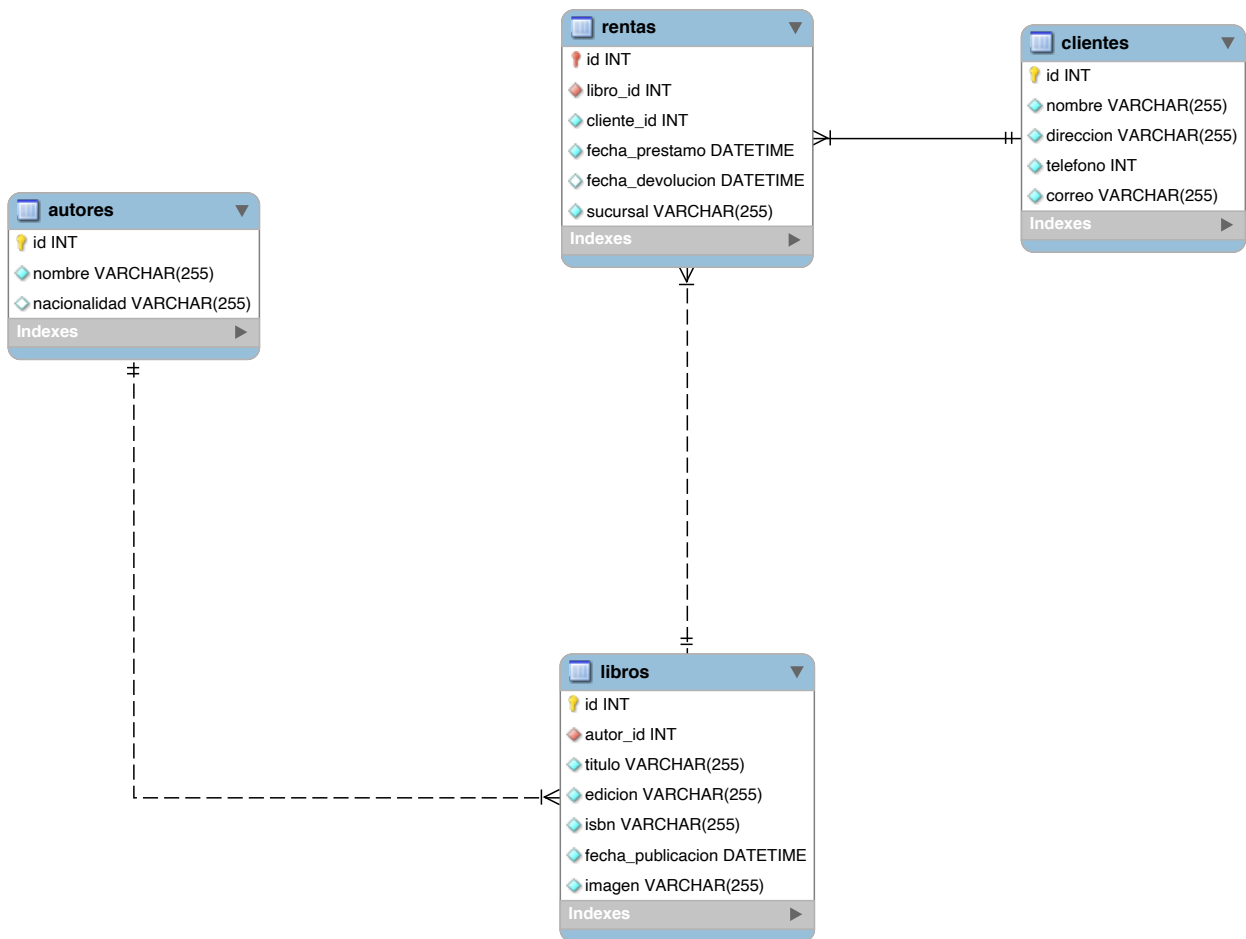 rentas
id INT
libro_id INT
cliente_id INT
fecha_prestamo DATETIME
fecha_devolucion DATETIME
sucursal VARCHAR(255)
Indexes
clientes
id INT
nombre VARCHAR(255)
direccion VARCHAR(255)
telefono INT
correo VARCHAR(255)
Indexes
autores
id INT
nombre VARCHAR(255)
nacionalidad VARCHAR(255)
Indexes
libros
id INT
autor_id INT
titulo VARCHAR(255)
edicion VARCHAR(255)
isbn VARCHAR(255)
fecha_publicacion DATETIME
imagen VARCHAR(255)
Indexes